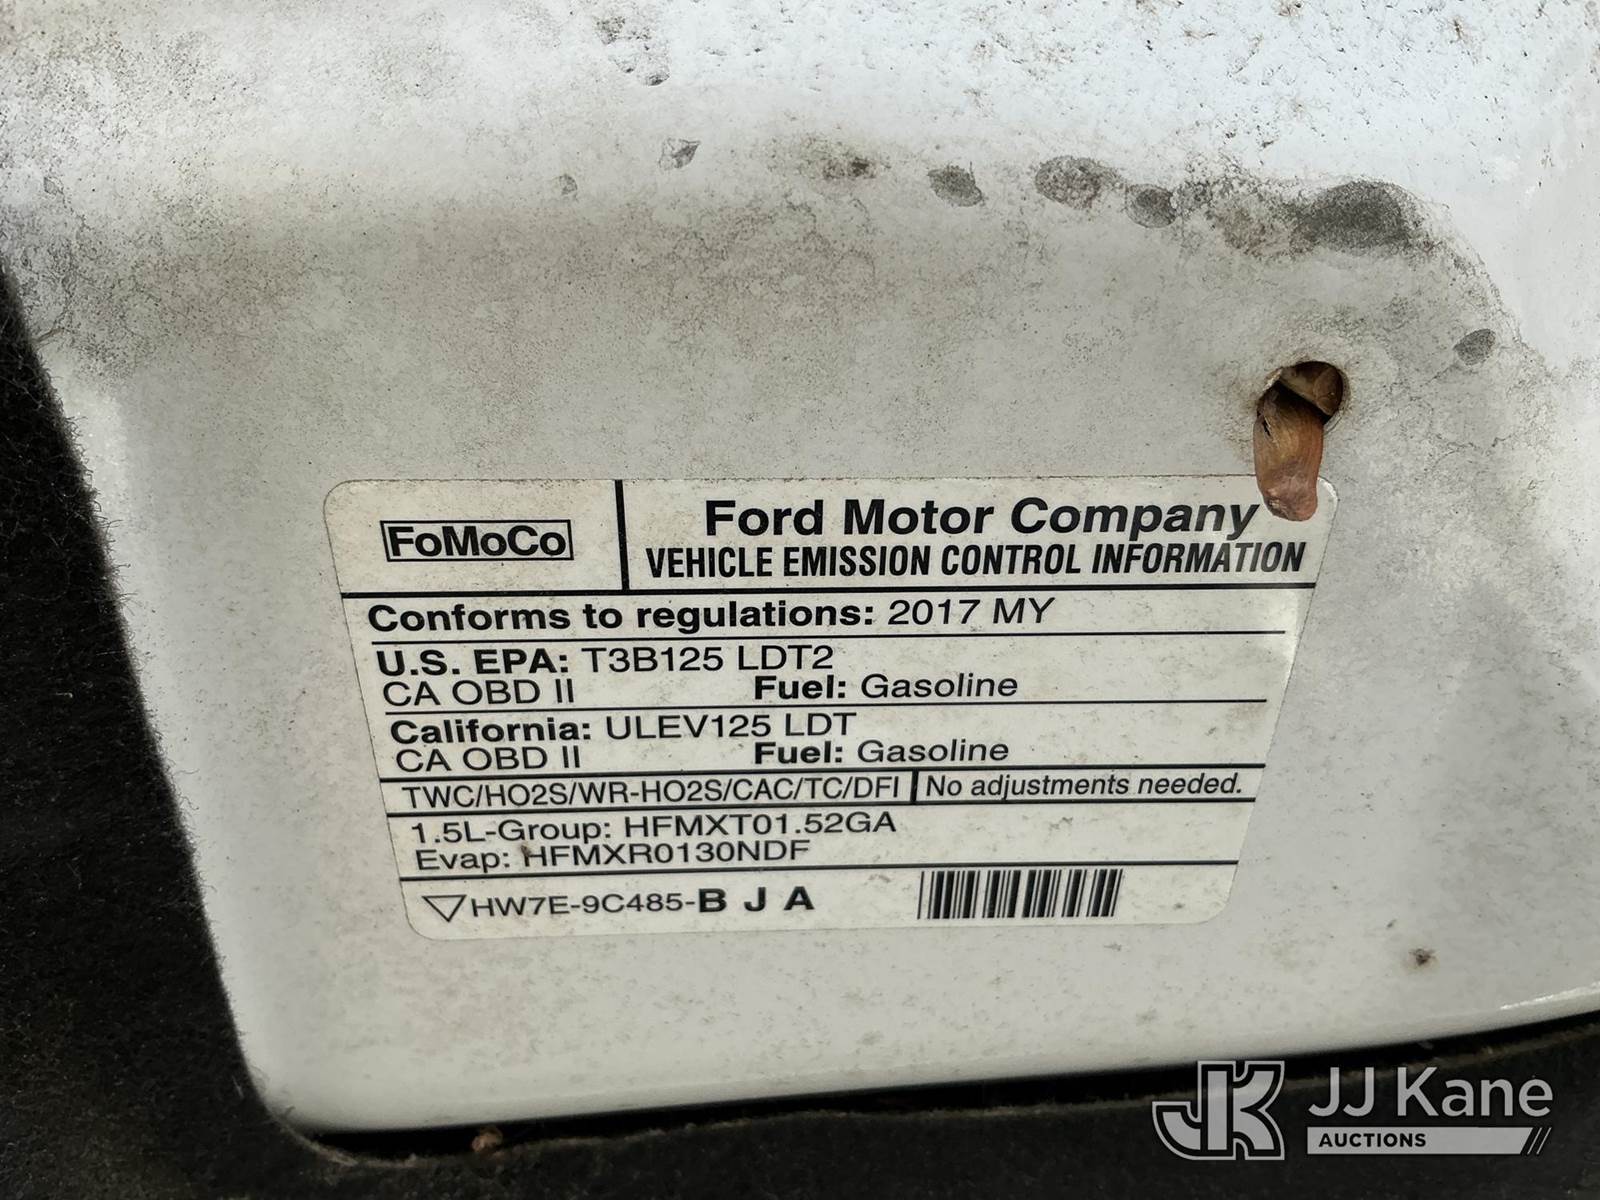 FoMoCo
Ford Motor Company
VEHICLE EMISSION CONTROL INFORMATION
Conforms to regulations: 2017 MY
U.S. EPA: T3B125 LDT2
CA OBD II Fuel: Gasoline
California: ULEV125 LDT
CA OBD II Fuel: Gasoline
TWC/HO2S/WR-HO2S/CAC/TC/DFI No adjustments needed.
1.5L-Group: HFMXT01.52GA
Evap: HFMXR0130NDF
HW7E-9C485-B J A
JK JJ Kane
AUCTIONS